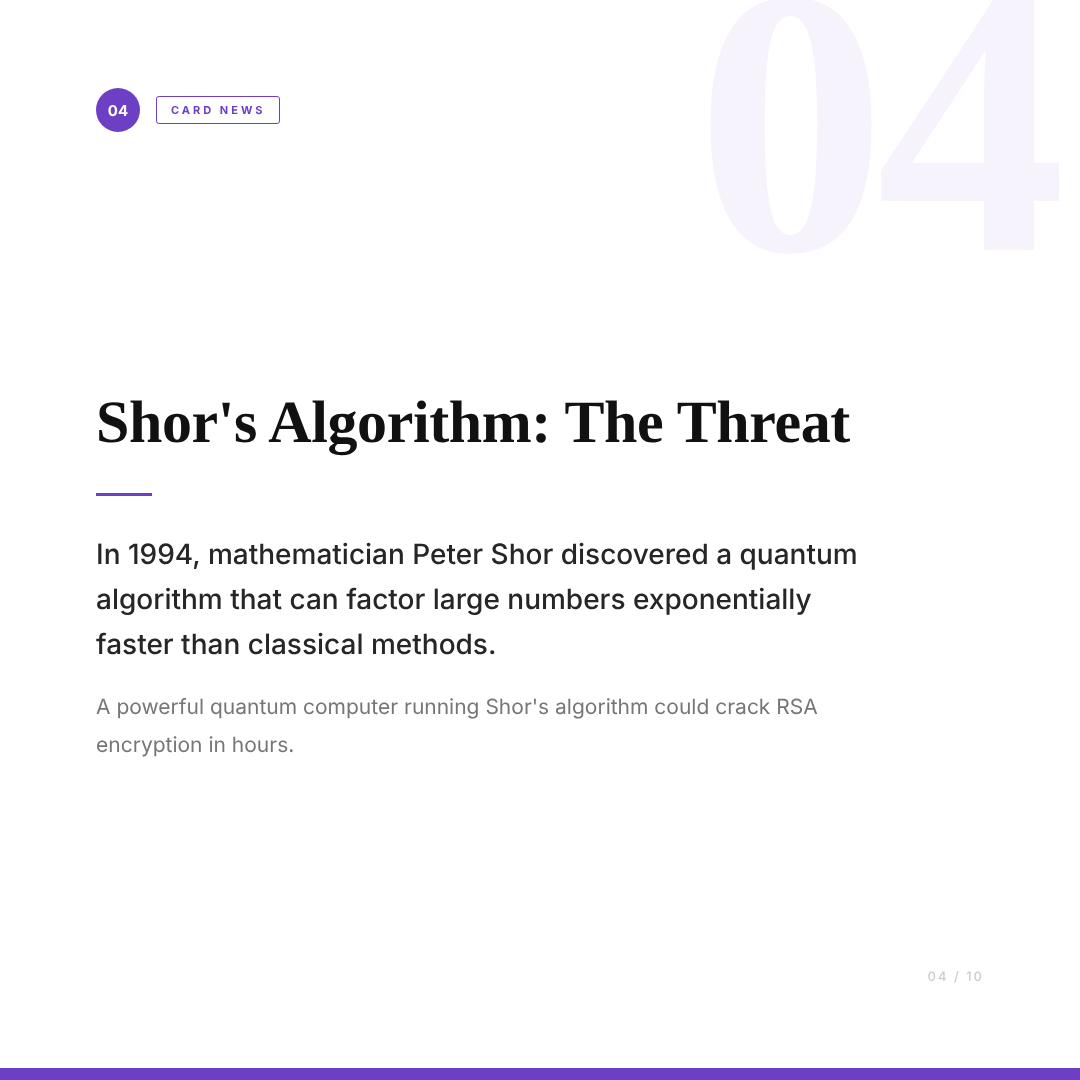 04
04
CARD NEWS
Shor's Algorithm: The Threat
In 1994, mathematician Peter Shor discovered a quantum
algorithm that can factor large numbers exponentially
faster than classical methods.
A powerful quantum computer running Shor's algorithm could crack RSA
encryption in hours.
04 / 10